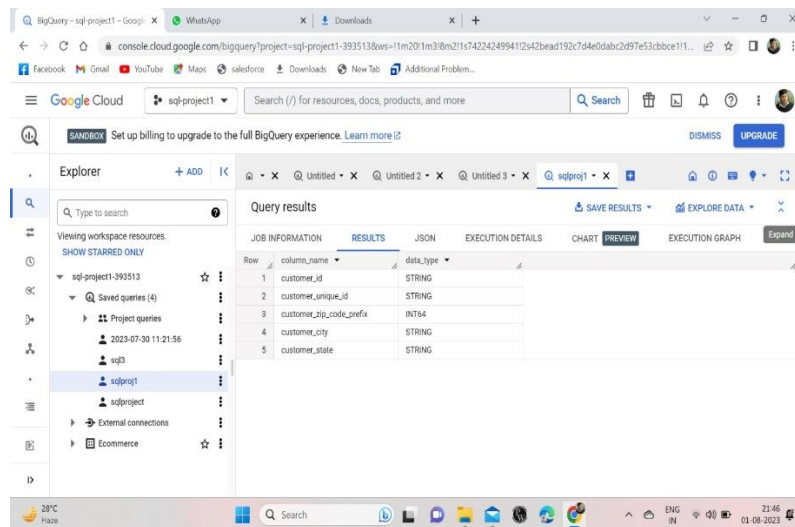 BigQuery – sql-project1 – Googl
WhatsApp
Downloads
console.cloud.google.com/bigquery?project=sql-project1-393513&ws=!1m20!1m3!8m2!1s74224249941!2s42bead192c7d4e0dabc2d97e53cbbce1!1...
Facebook Gmail YouTube Maps salesforce Downloads New Tab Additional Problem...
Google Cloud
sql-project1
Search (/) for resources, docs, products, and more
Search
SANDBOX Set up billing to upgrade to the full BigQuery experience. Learn more
DISMISS
UPGRADE
Explorer
+ ADD
Untitled
Untitled 2
Untitled 3
sqlproj1
Type to search
Viewing workspace resources.
SHOW STARRED ONLY
sql-project1-393513
Saved queries (4)
Project queries
2023-07-30 11:21:56
sql3
sqlproj1
sqlproject
External connections
Ecommerce
Query results
SAVE RESULTS
EXPLORE DATA
JOB INFORMATION RESULTS JSON EXECUTION DETAILS CHART PREVIEW EXECUTION GRAPH
Expand
Row column_name data_type
1 customer_id STRING
2 customer_unique_id STRING
3 customer_zip_code_prefix INT64
4 customer_city STRING
5 customer_state STRING
28°C
Haze
Search
ENG
IN
21:46
01-08-2023